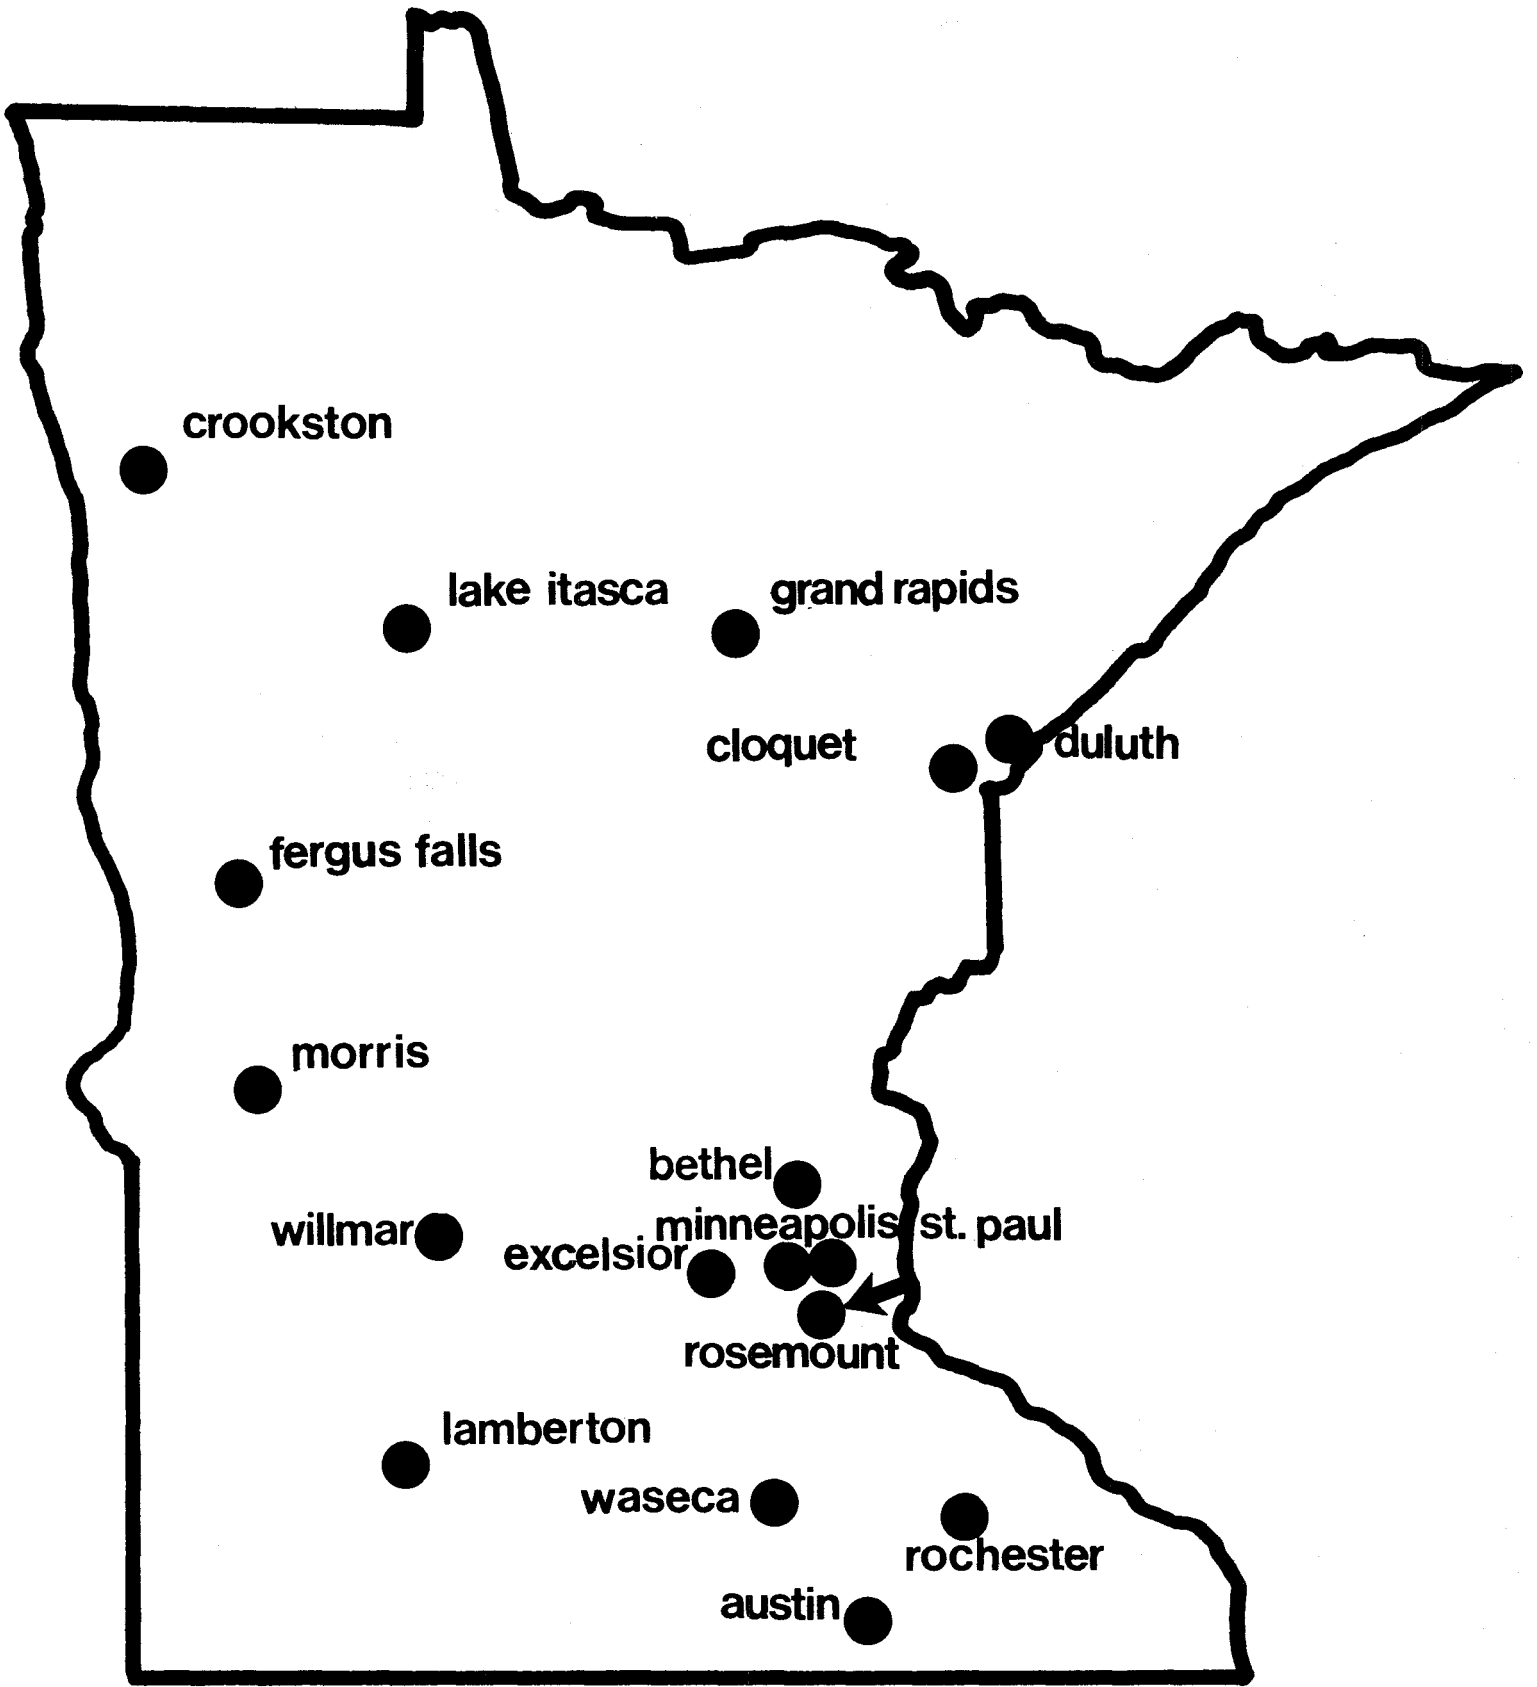 crookston
lake itasca
grand rapids
cloquet
duluth
fergus falls
morris
bethel
willmar
minneapolis
st. paul
excelsior
rosemount
lamberton
waseca
rochester
austin